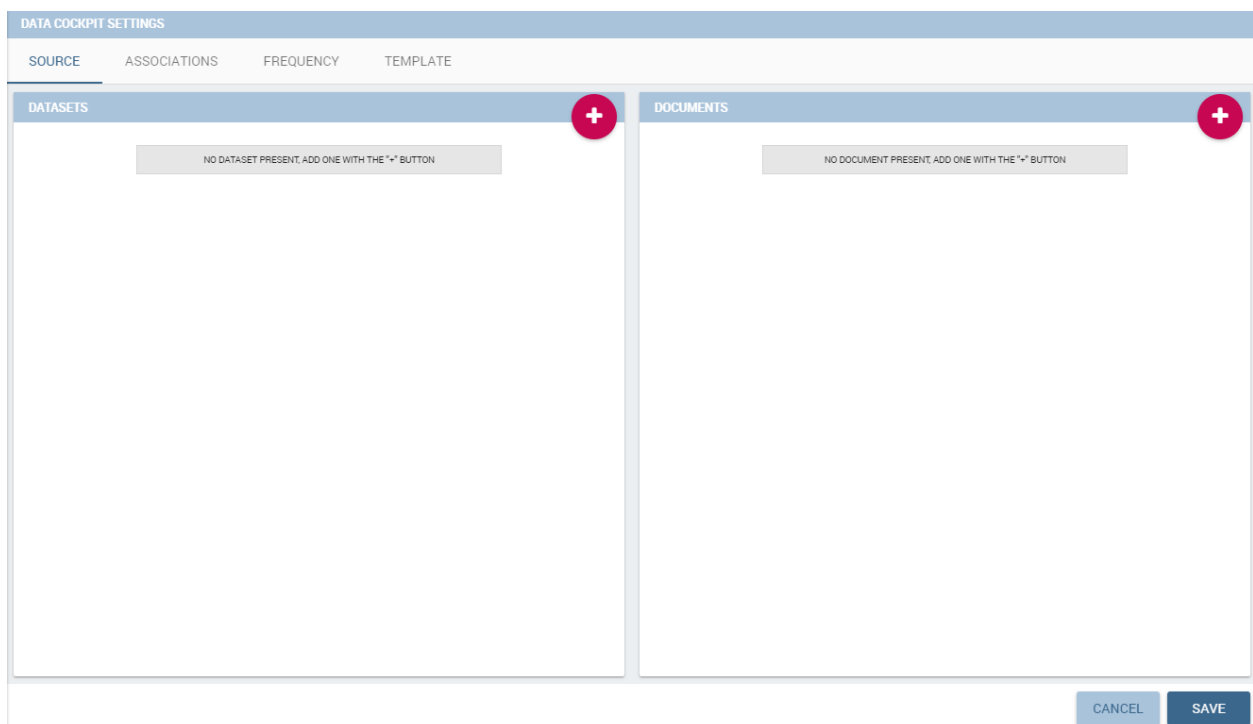 DATA COCKPIT SETTINGS
SOURCE ASSOCIATIONS FREQUENCY TEMPLATE
DATASETS
+
NO DATASET PRESENT, ADD ONE WITH THE "+" BUTTON
DOCUMENTS
+
NO DOCUMENT PRESENT, ADD ONE WITH THE "+" BUTTON
CANCEL SAVE